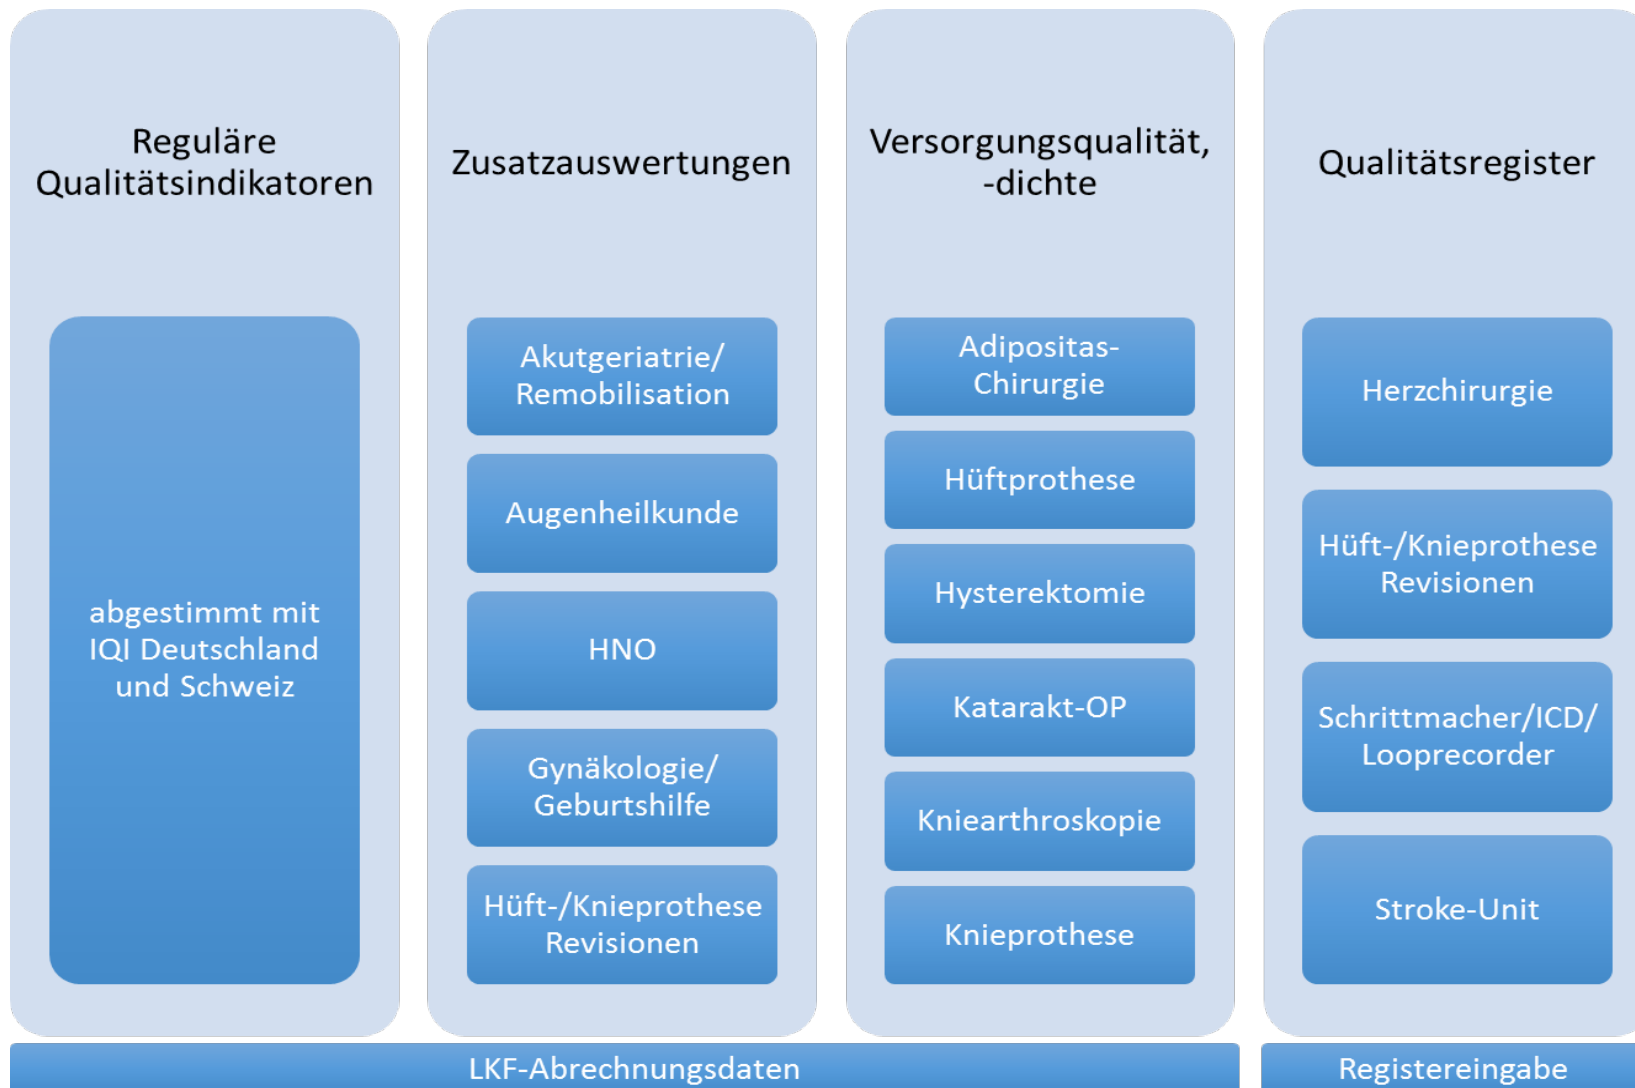 Reguläre
Qualitätsindikatoren
abgestimmt mit
IQI Deutschland
und Schweiz
Zusatzauswertungen
Akutgeriatrie/
Remobilisation
Augenheilkunde
HNO
Gynäkologie/
Geburtshilfe
Hüft-/Knieprothese
Revisionen
Versorgungsqualität,
-dichte
Adipositas-
Chirurgie
Hüftprothese
Hysterektomie
Katarakt-OP
Kniearthroskopie
Knieprothese
Qualitätsregister
Herzchirurgie
Hüft-/Knieprothese
Revisionen
Schrittmacher/ICD/
Looprecorder
Stroke-Unit
LKF-Abrechnungsdaten
Registereingabe